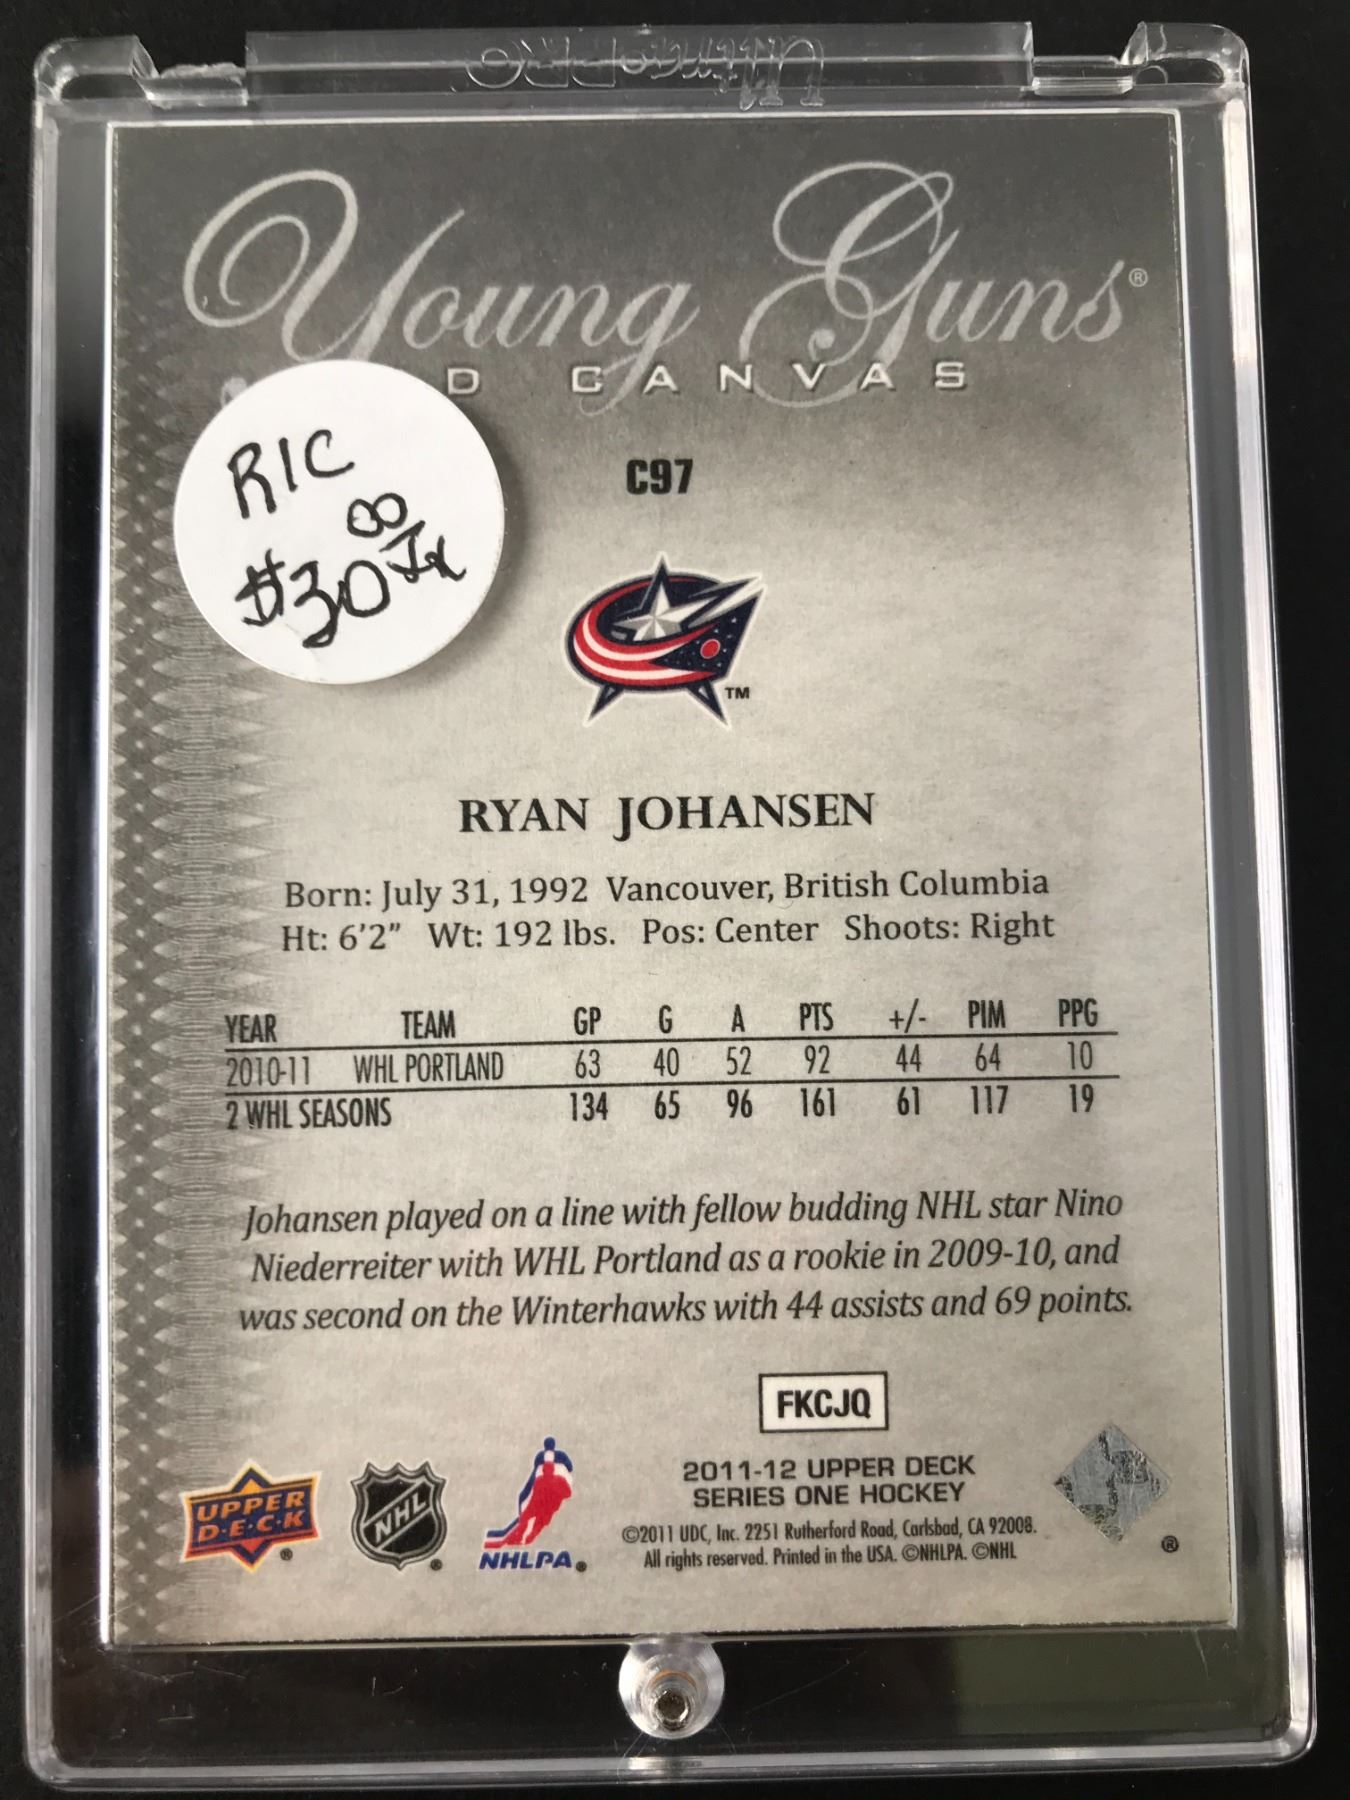 UltraPRO
Young Guns®
D CANVAS
RIC
$30 00
C97
TM
RYAN JOHANSEN
Born: July 31, 1992 Vancouver, British Columbia
Ht: 6'2" Wt: 192 lbs. Pos: Center Shoots: Right
YEAR TEAM GP G A PTS +/- PIM PPG
2010-11 WHL PORTLAND 63 40 52 92 44 64 10
2 WHL SEASONS 134 65 96 161 61 117 19
Johansen played on a line with fellow budding NHL star Nino
Niederreiter with WHL Portland as a rookie in 2009-10, and
was second on the Winterhawks with 44 assists and 69 points.
FKCJQ
UPPER
D•E•C•K
®
NHL
®
NHLPA®
2011-12 UPPER DECK
SERIES ONE HOCKEY
©2011 UDC, Inc. 2251 Rutherford Road, Carlsbad, CA 92008.
All rights reserved. Printed in the USA. ©NHLPA. ©NHL
®